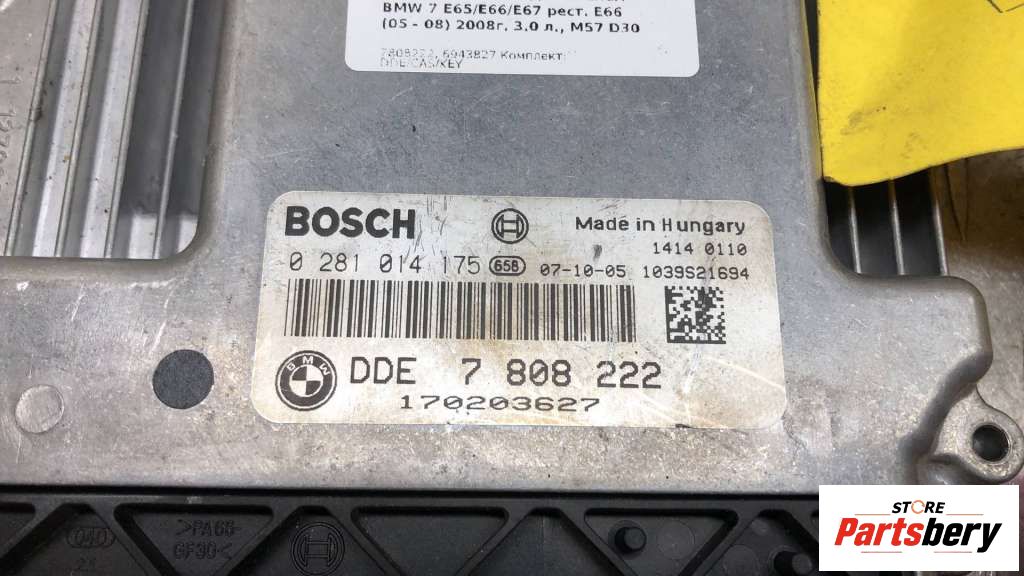 BMW 7 E65/E66/E67 рест. E66
(05 - 08) 2008г. 3.0 л., M57 D30
7808222, 6943827 Комплект:
DDE/CAS/KEY
BOSCH
Made in Hungary
1414 0110
0 281 014 175 658 07-10-05 1039S21694
BMW
DDE 7 808 222
170203627
>PA66-
GF30<
STORE
Partsbery